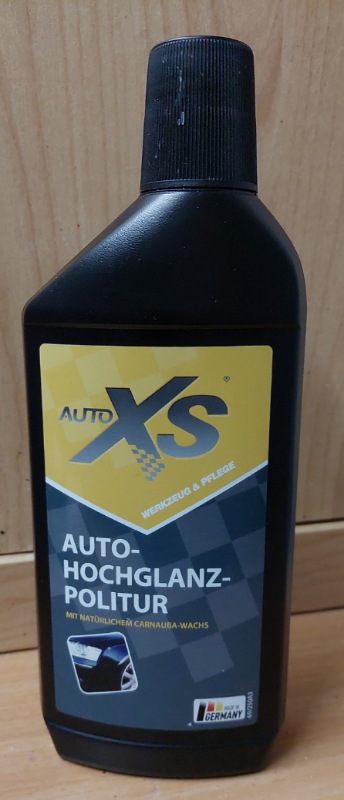 AUTO XS®
WERKZEUG & PFLEGE
AUTO-
HOCHGLANZ-
POLITUR
MIT NATÜRLICHEM CARNAUBA-WACHS
MADE IN
GERMANY